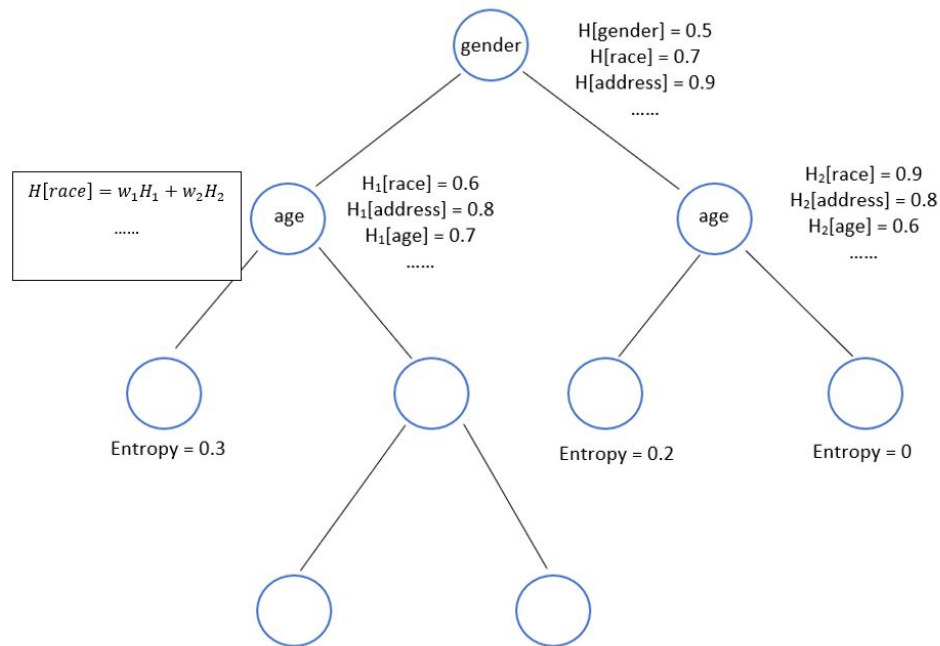 gender
H[gender] = 0.5
H[race] = 0.7
H[address] = 0.9
......
H[race] = w₁H₁ + w₂H₂
......
age
H₁[race] = 0.6
H₁[address] = 0.8
H₁[age] = 0.7
......
age
H₂[race] = 0.9
H₂[address] = 0.8
H₂[age] = 0.6
......
Entropy = 0.3
Entropy = 0.2
Entropy = 0